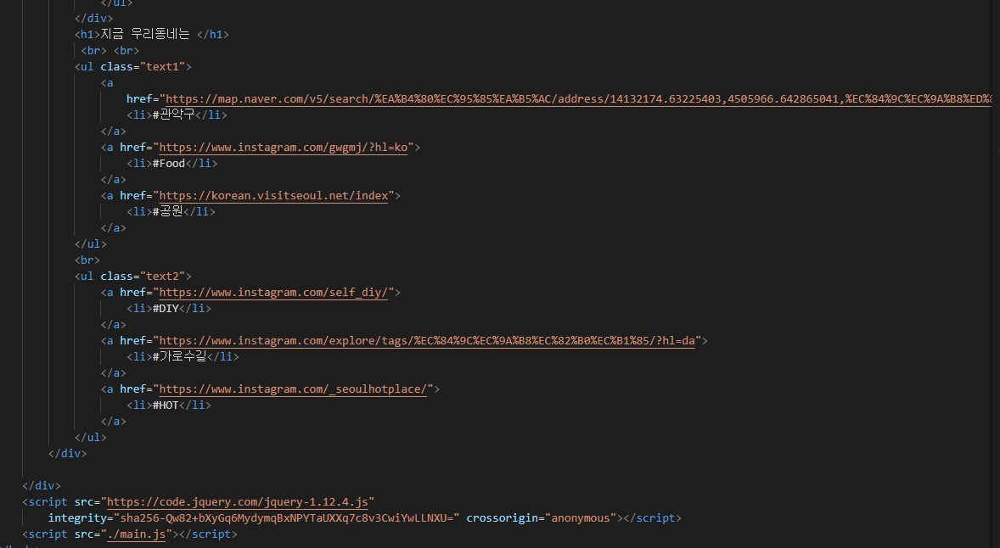 </ul>
</div>
<h1>지금 우리동네는 </h1>
<br> <br>
<ul class="text1">
<a
href="https://map.naver.com/v5/search/%EA%B4%80%EC%95%85%EA%B5%AC/address/14132174.63225403,4505966.642865041,%EC%84%9C%EC%9A%B8%ED%8
<li>#관악구</li>
</a>
<a href="https://www.instagram.com/gwgmj/?hl=ko">
<li>#Food</li>
</a>
<a href="https://korean.visitseoul.net/index">
<li>#공원</li>
</a>
</ul>
<br>
<ul class="text2">
<a href="https://www.instagram.com/self_diy/">
<li>#DIY</li>
</a>
<a href="https://www.instagram.com/explore/tags/%EC%84%9C%EC%9A%B8%EC%82%B0%EC%B1%85/?hl=da">
<li>#가로수길</li>
</a>
<a href="https://www.instagram.com/_seoulhotplace/">
<li>#HOT</li>
</a>
</ul>
</div>
</div>
<script src="https://code.jquery.com/jquery-1.12.4.js"
integrity="sha256-Qw82+bXyGq6MydymqBxNPYTaUXXq7c8v3CwiYwLLNXU=" crossorigin="anonymous"></script>
<script src="./main.js"></script>